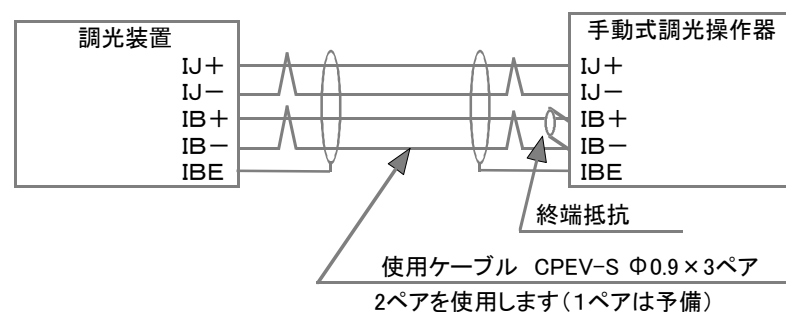 調光装置
IJ+
IJ-
IB+
IB-
IBE
手動式調光操作器
IJ+
IJ-
IB+
IB-
IBE
終端抵抗
使用ケーブル CPEV-S Φ0.9×3ペア
2ペアを使用します(1ペアは予備)